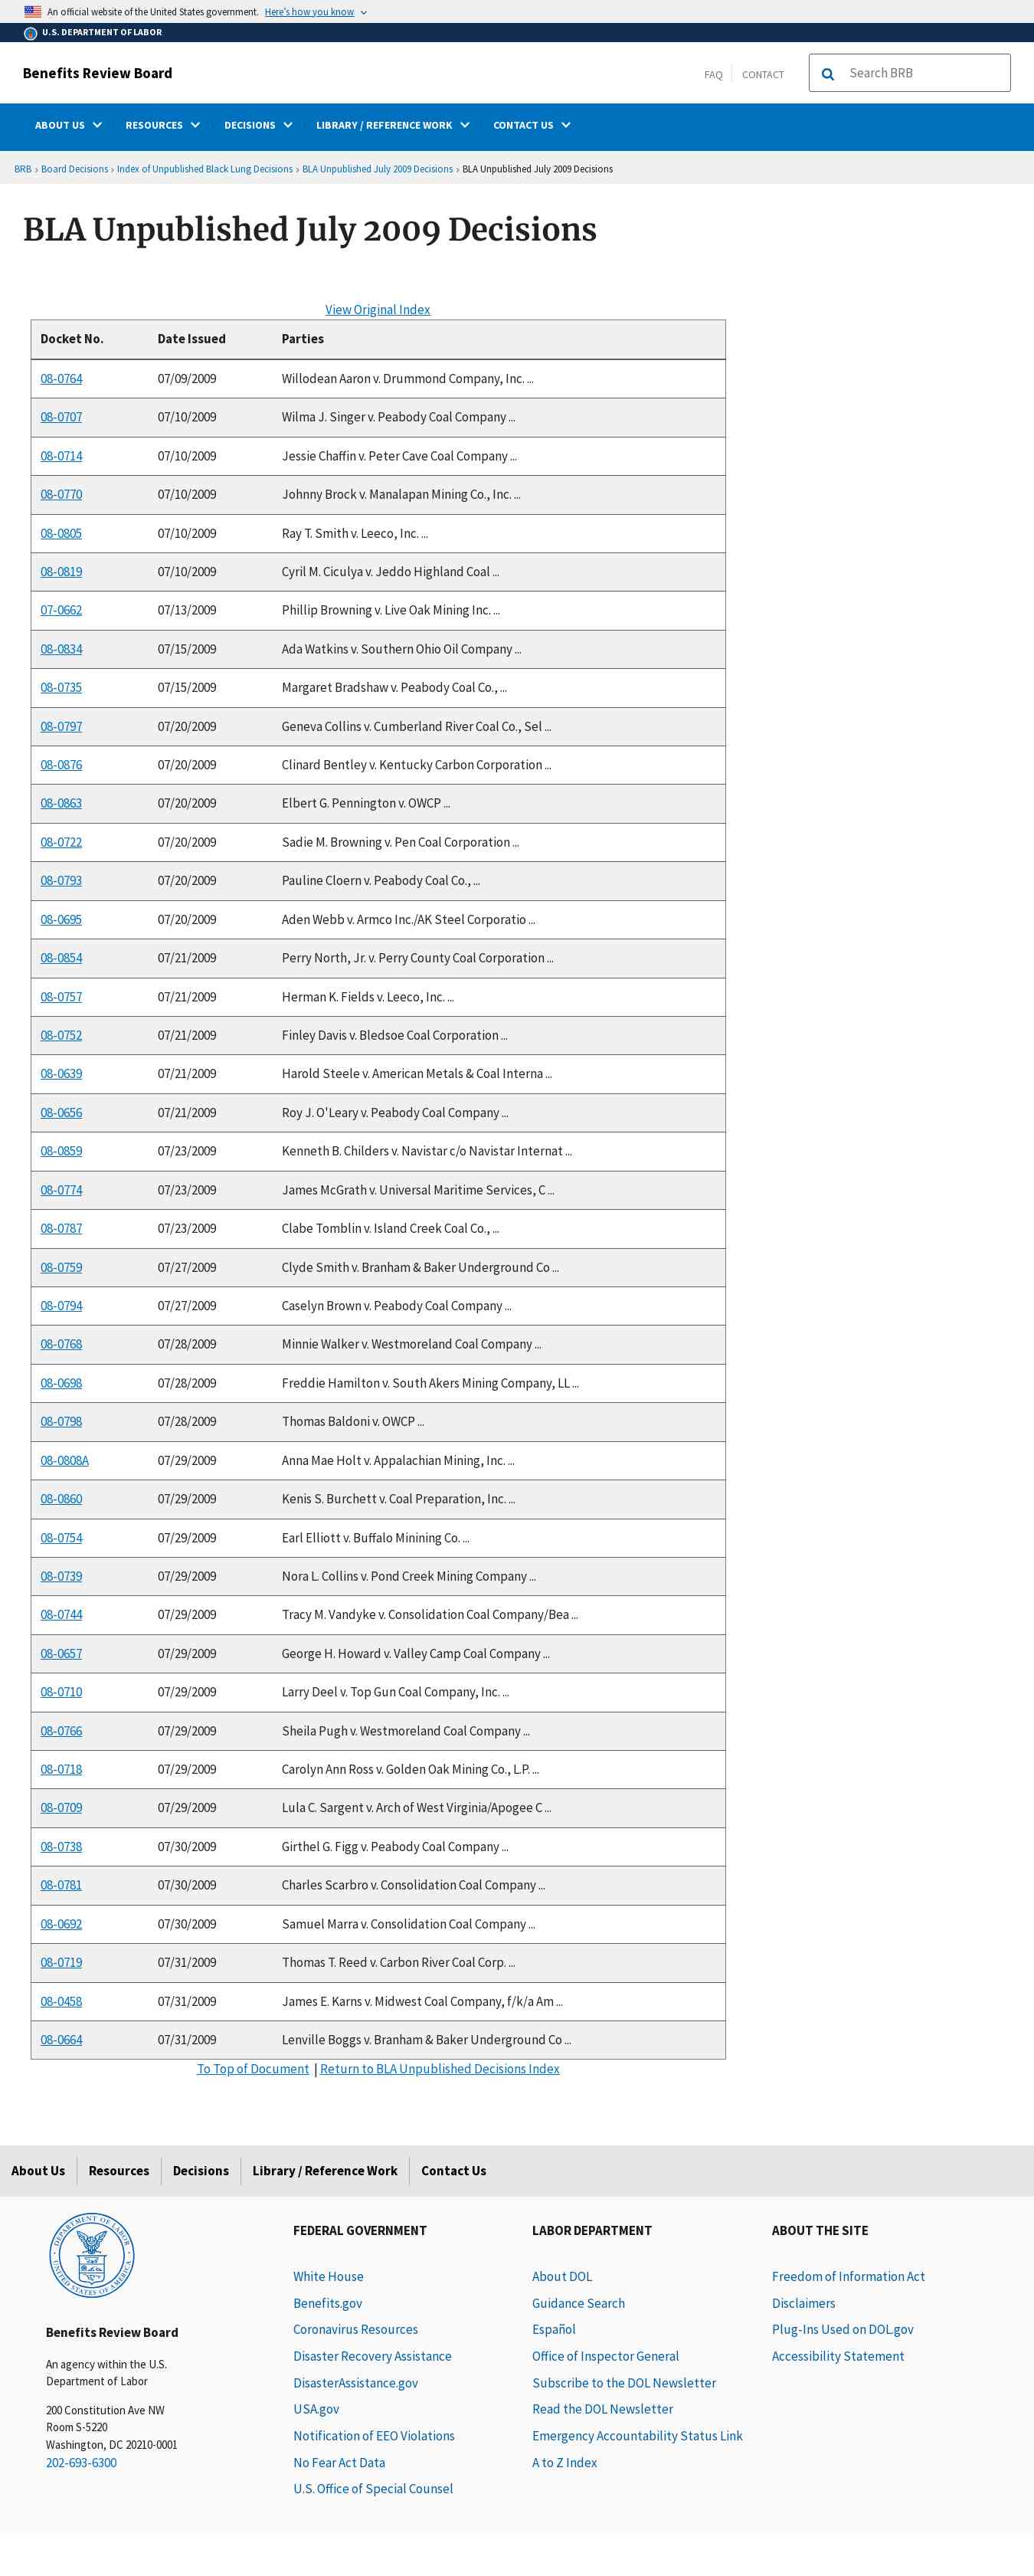 An official website of the United States government. Here's how you know
U.S. DEPARTMENT OF LABOR
Benefits Review Board
FAQ CONTACT Search BRB
ABOUT US RESOURCES DECISIONS LIBRARY / REFERENCE WORK CONTACT US
BRB › Board Decisions › Index of Unpublished Black Lung Decisions › BLA Unpublished July 2009 Decisions › BLA Unpublished July 2009 Decisions
BLA Unpublished July 2009 Decisions
View Original Index
Docket No. Date Issued Parties
08-0764 07/09/2009 Willodean Aaron v. Drummond Company, Inc. ...
08-0707 07/10/2009 Wilma J. Singer v. Peabody Coal Company ...
08-0714 07/10/2009 Jessie Chaffin v. Peter Cave Coal Company ...
08-0770 07/10/2009 Johnny Brock v. Manalapan Mining Co., Inc. ...
08-0805 07/10/2009 Ray T. Smith v. Leeco, Inc. ...
08-0819 07/10/2009 Cyril M. Ciculya v. Jeddo Highland Coal ...
07-0662 07/13/2009 Phillip Browning v. Live Oak Mining Inc. ...
08-0834 07/15/2009 Ada Watkins v. Southern Ohio Oil Company ...
08-0735 07/15/2009 Margaret Bradshaw v. Peabody Coal Co., ...
08-0797 07/20/2009 Geneva Collins v. Cumberland River Coal Co., Sel ...
08-0876 07/20/2009 Clinard Bentley v. Kentucky Carbon Corporation ...
08-0863 07/20/2009 Elbert G. Pennington v. OWCP ...
08-0722 07/20/2009 Sadie M. Browning v. Pen Coal Corporation ...
08-0793 07/20/2009 Pauline Cloern v. Peabody Coal Co., ...
08-0695 07/20/2009 Aden Webb v. Armco Inc./AK Steel Corporatio ...
08-0854 07/21/2009 Perry North, Jr. v. Perry County Coal Corporation ...
08-0757 07/21/2009 Herman K. Fields v. Leeco, Inc. ...
08-0752 07/21/2009 Finley Davis v. Bledsoe Coal Corporation ...
08-0639 07/21/2009 Harold Steele v. American Metals & Coal Interna ...
08-0656 07/21/2009 Roy J. O'Leary v. Peabody Coal Company ...
08-0859 07/23/2009 Kenneth B. Childers v. Navistar c/o Navistar Internat ...
08-0774 07/23/2009 James McGrath v. Universal Maritime Services, C ...
08-0787 07/23/2009 Clabe Tomblin v. Island Creek Coal Co., ...
08-0759 07/27/2009 Clyde Smith v. Branham & Baker Underground Co ...
08-0794 07/27/2009 Caselyn Brown v. Peabody Coal Company ...
08-0768 07/28/2009 Minnie Walker v. Westmoreland Coal Company ...
08-0698 07/28/2009 Freddie Hamilton v. South Akers Mining Company, LL ...
08-0798 07/28/2009 Thomas Baldoni v. OWCP ...
08-0808A 07/29/2009 Anna Mae Holt v. Appalachian Mining, Inc. ...
08-0860 07/29/2009 Kenis S. Burchett v. Coal Preparation, Inc. ...
08-0754 07/29/2009 Earl Elliott v. Buffalo Minining Co. ...
08-0739 07/29/2009 Nora L. Collins v. Pond Creek Mining Company ...
08-0744 07/29/2009 Tracy M. Vandyke v. Consolidation Coal Company/Bea ...
08-0657 07/29/2009 George H. Howard v. Valley Camp Coal Company ...
08-0710 07/29/2009 Larry Deel v. Top Gun Coal Company, Inc. ...
08-0766 07/29/2009 Sheila Pugh v. Westmoreland Coal Company ...
08-0718 07/29/2009 Carolyn Ann Ross v. Golden Oak Mining Co., L.P. ...
08-0709 07/29/2009 Lula C. Sargent v. Arch of West Virginia/Apogee C ...
08-0738 07/30/2009 Girthel G. Figg v. Peabody Coal Company ...
08-0781 07/30/2009 Charles Scarbro v. Consolidation Coal Company ...
08-0692 07/30/2009 Samuel Marra v. Consolidation Coal Company ...
08-0719 07/31/2009 Thomas T. Reed v. Carbon River Coal Corp. ...
08-0458 07/31/2009 James E. Karns v. Midwest Coal Company, f/k/a Am ...
08-0664 07/31/2009 Lenville Boggs v. Branham & Baker Underground Co ...
To Top of Document | Return to BLA Unpublished Decisions Index
About Us Resources Decisions Library / Reference Work Contact Us
DEPARTMENT OF LABOR
UNITED STATES OF AMERICA
Benefits Review Board
An agency within the U.S.
Department of Labor
200 Constitution Ave NW
Room S-5220
Washington, DC 20210-0001
202-693-6300
FEDERAL GOVERNMENT
White House
Benefits.gov
Coronavirus Resources
Disaster Recovery Assistance
DisasterAssistance.gov
USA.gov
Notification of EEO Violations
No Fear Act Data
U.S. Office of Special Counsel
LABOR DEPARTMENT
About DOL
Guidance Search
Español
Office of Inspector General
Subscribe to the DOL Newsletter
Read the DOL Newsletter
Emergency Accountability Status Link
A to Z Index
ABOUT THE SITE
Freedom of Information Act
Disclaimers
Plug-Ins Used on DOL.gov
Accessibility Statement